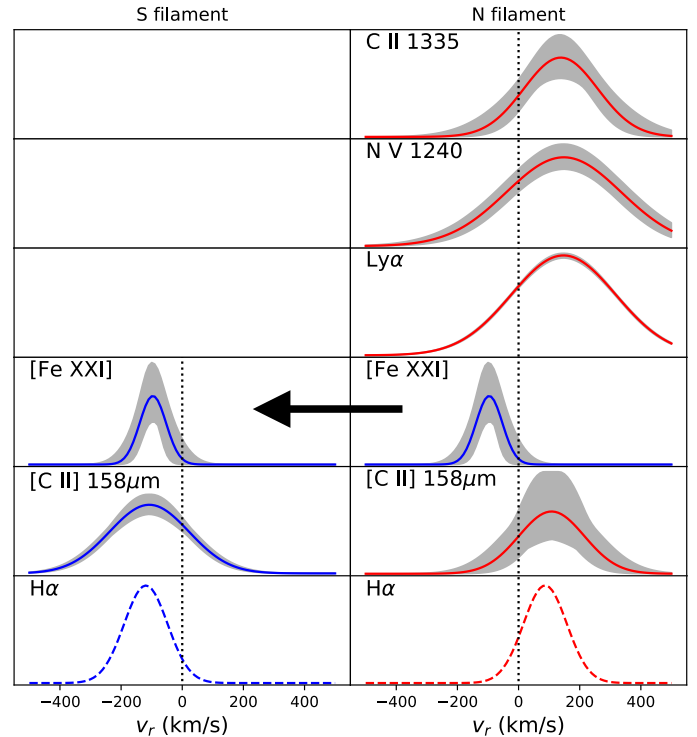 S filament N filament
C II 1335
N V 1240
Lyα
[Fe XXI] [Fe XXI]
[C II] 158μm [C II] 158μm
Hα Hα
−400 −200 0 200 400 −400 −200 0 200 400
v_r (km/s) v_r (km/s)